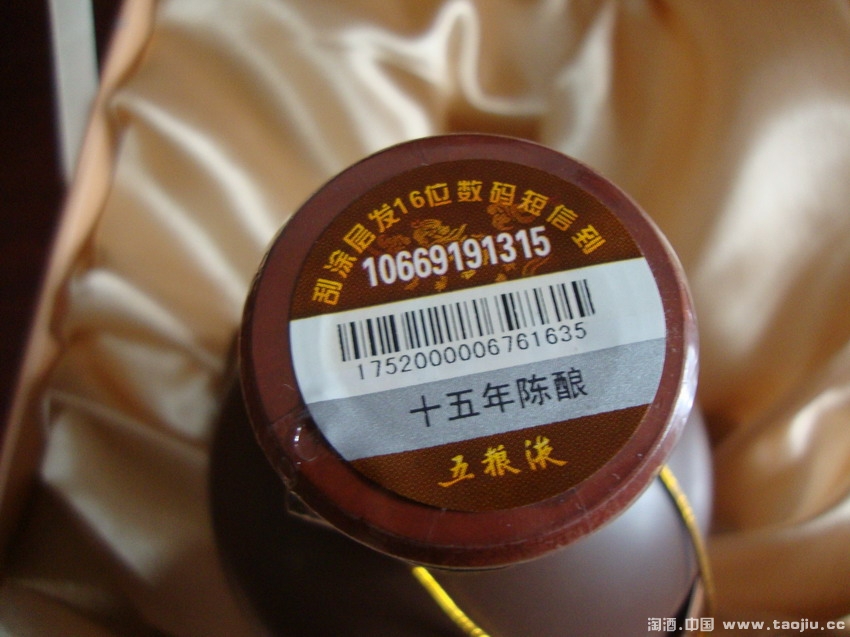 刮涂层发16位数码短信到
10669191315
1752000006761635
十五年陈酿
五粮液
淘酒.中国 www.taojiu.cc